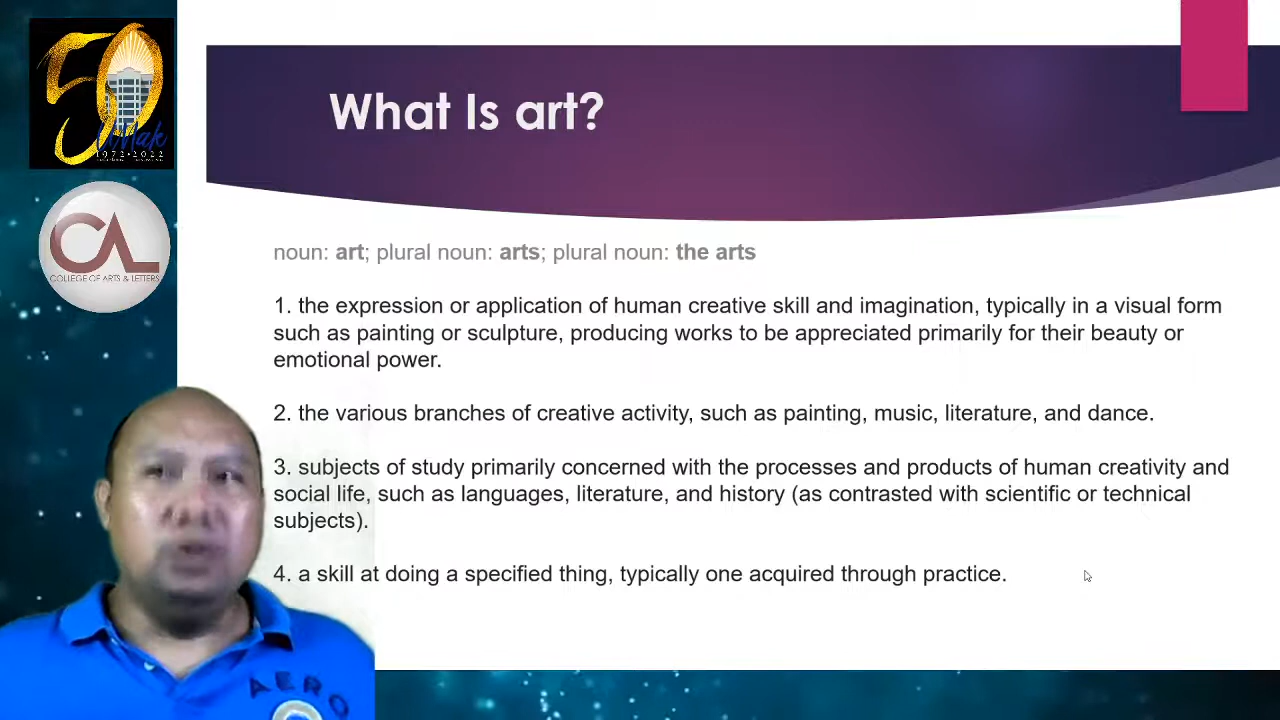 What Is art?
UMak
1972•2022
CA
COLLEGE OF ARTS & LETTERS
noun: art; plural noun: arts; plural noun: the arts
1. the expression or application of human creative skill and imagination, typically in a visual form
such as painting or sculpture, producing works to be appreciated primarily for their beauty or
emotional power.
2. the various branches of creative activity, such as painting, music, literature, and dance.
3. subjects of study primarily concerned with the processes and products of human creativity and
social life, such as languages, literature, and history (as contrasted with scientific or technical
subjects).
4. a skill at doing a specified thing, typically one acquired through practice.
AERO